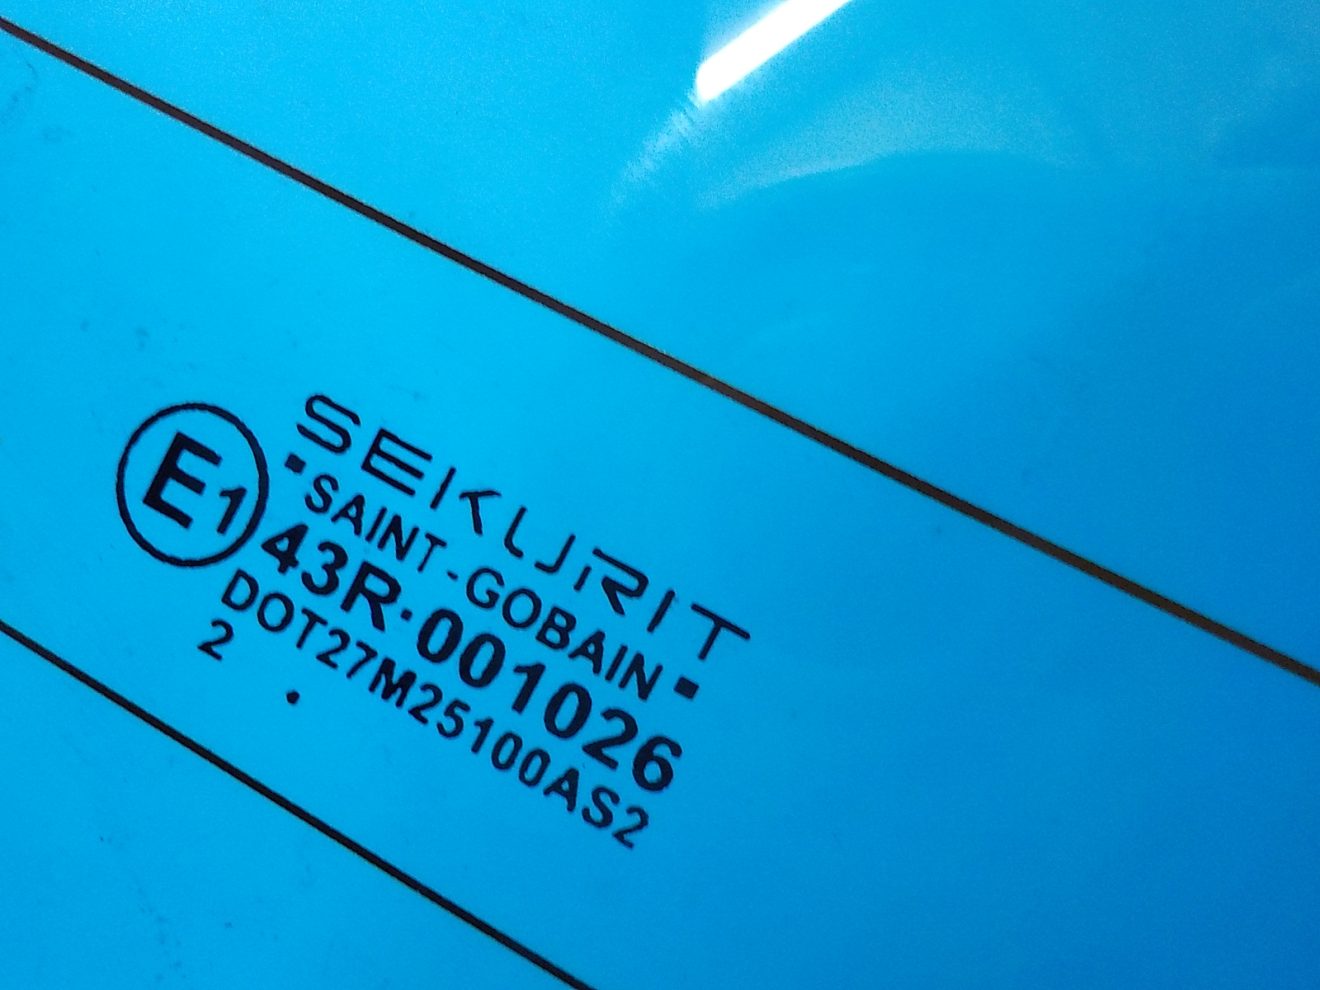 SEKURIT
▪SAINT-GOBAIN▪
E1 43R·001026
DOT27M25100AS2
2 .